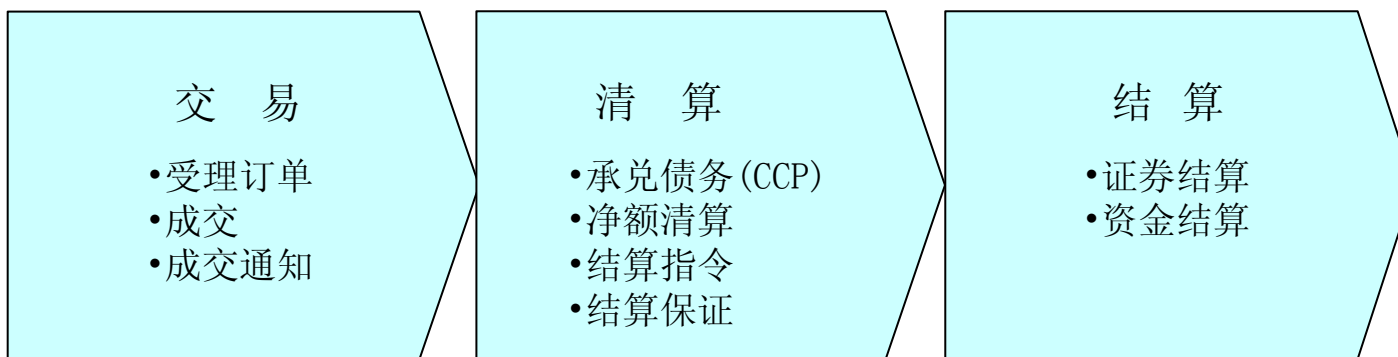 交 易
•受理订单
•成交
•成交通知
清 算
•承兑债务(CCP)
•净额清算
•结算指令
•结算保证
结 算
•证券结算
•资金结算